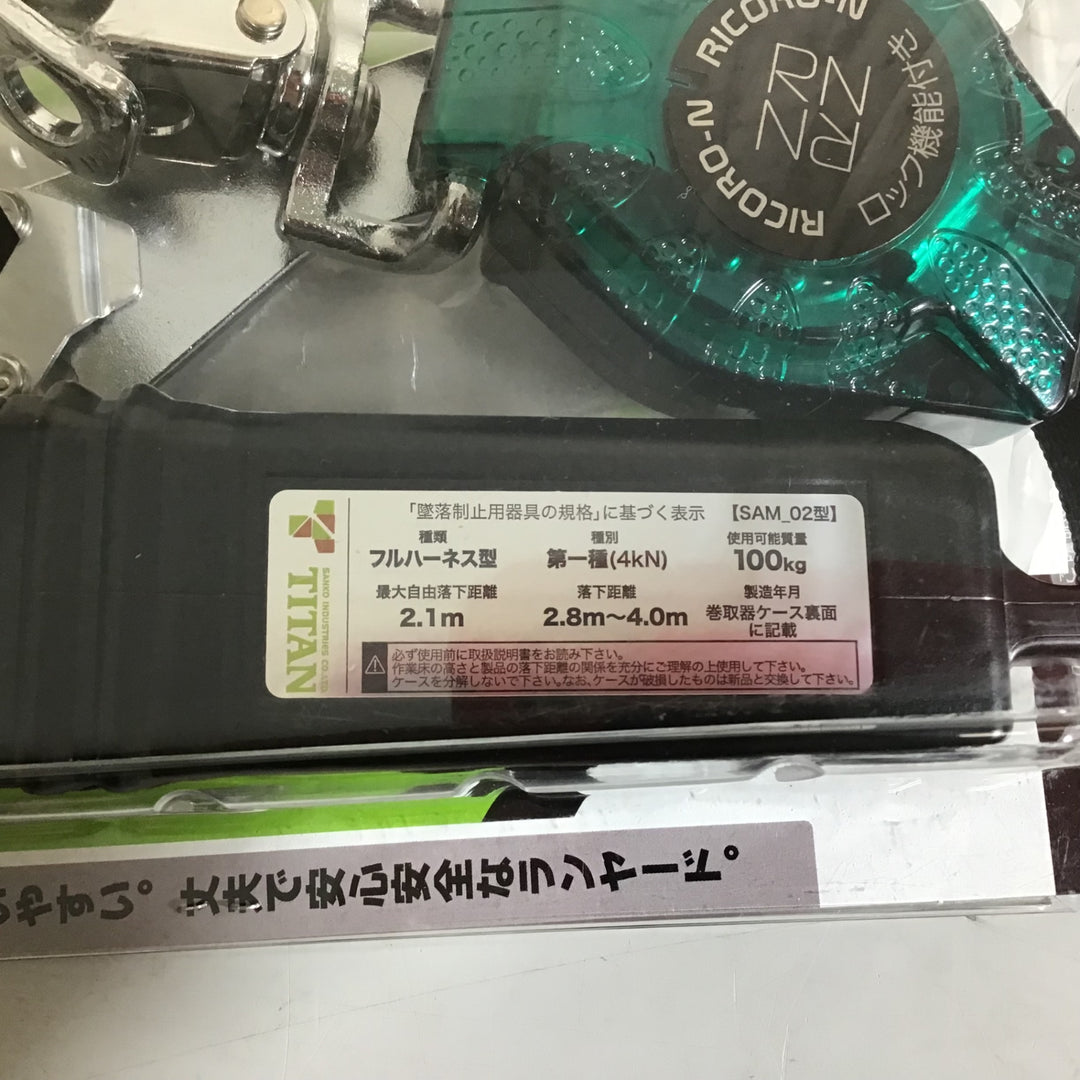 RICORO-N
RICORO-N
RICORO-N
RN
RN
ロック機能付き
SANKO INDUSTRIES CO.,LTD.
TITAN
「墜落制止用器具の規格」に基づく表示 【SAM_02型】
種類 種別 使用可能質量
フルハーネス型 第一種(4kN) 100kg
最大自由落下距離 落下距離 製造年月
2.1m 2.8m〜4.0m 巻取器ケース裏面
に記載
必ず使用前に取扱説明書をお読み下さい。
作業床の高さと製品の落下距離の関係を充分にご理解の上使用して下さい。
ケースを分解しないで下さい。なお、ケースが破損したものは新品と交換して下さい。
いやすい。丈夫で安心安全なランヤード。